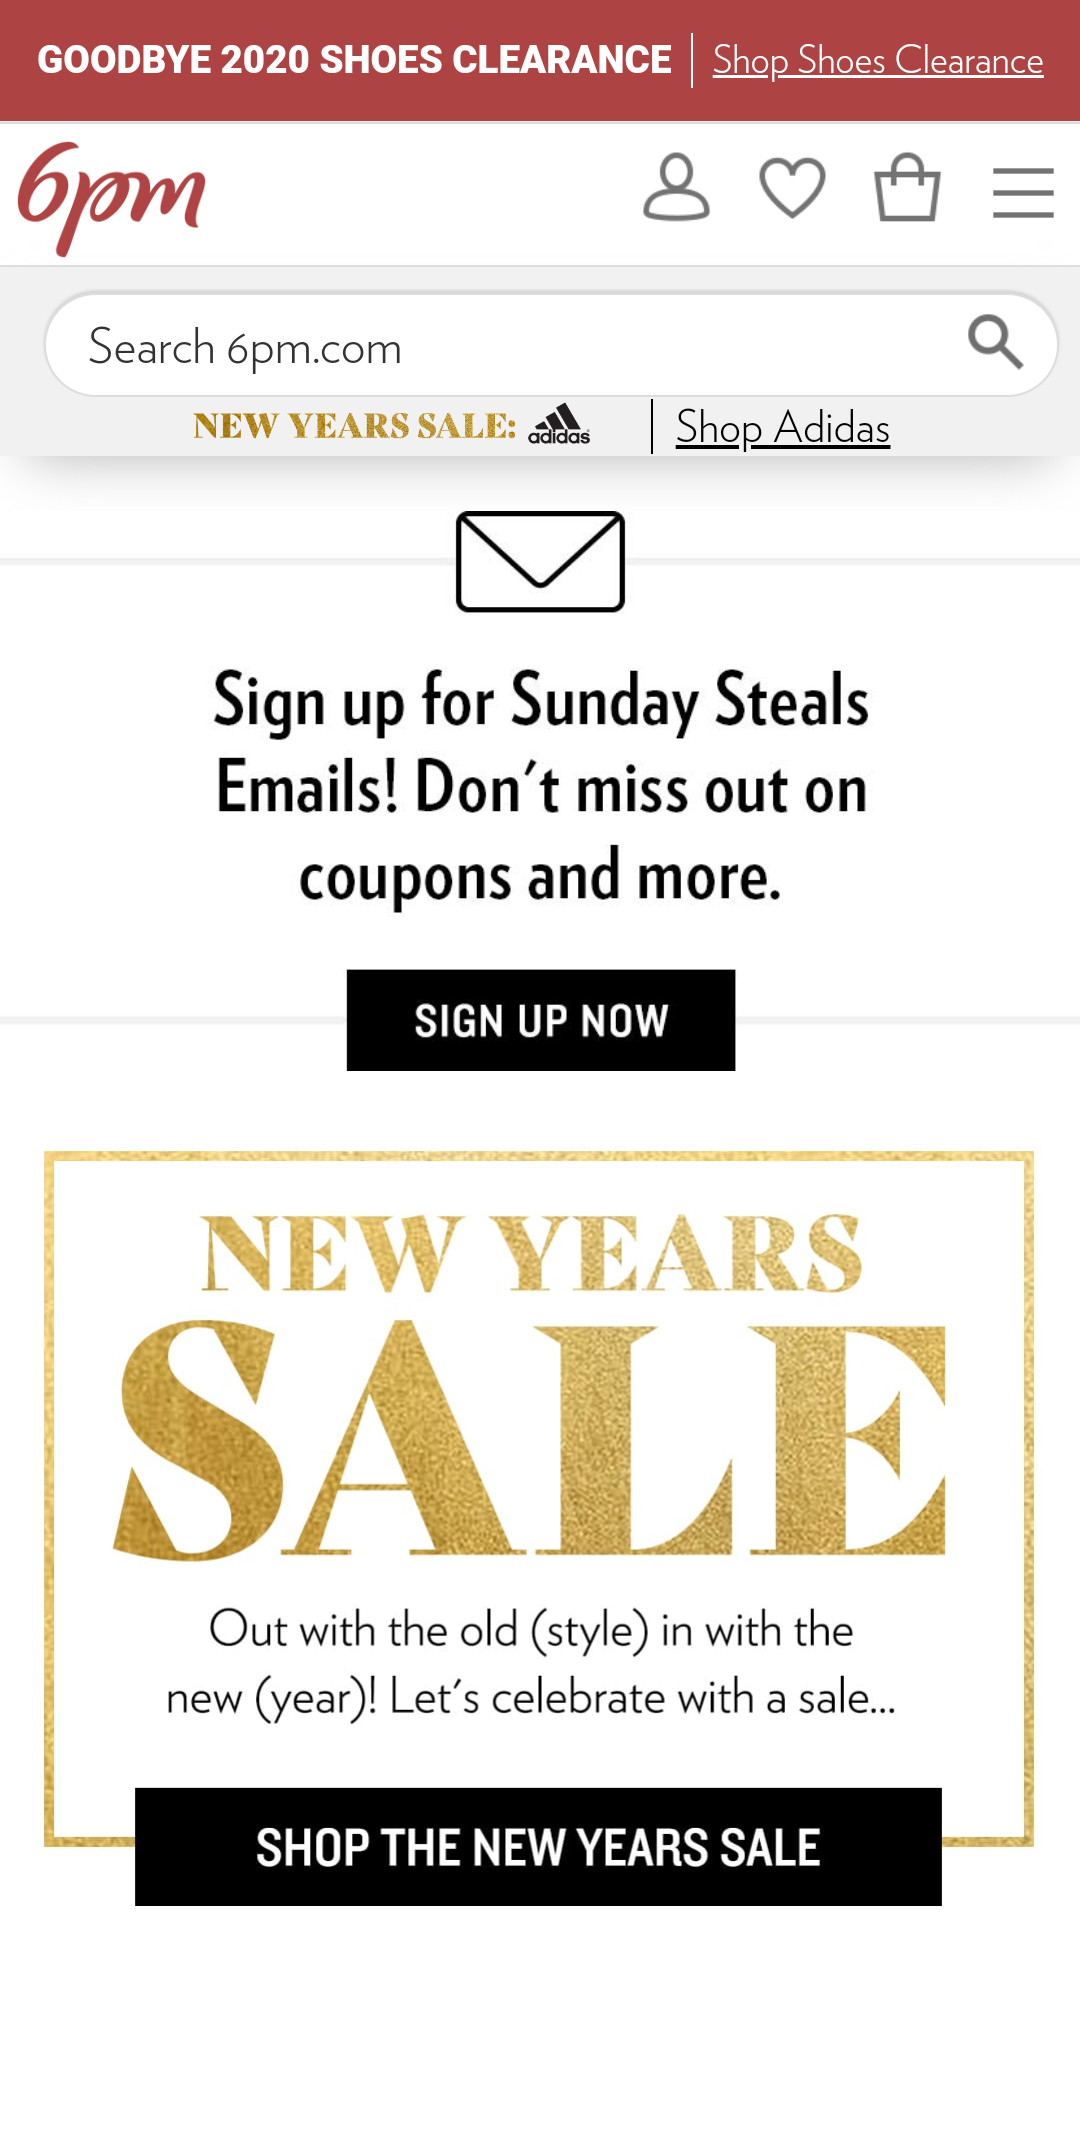 GOODBYE 2020 SHOES CLEARANCE Shop Shoes Clearance
6pm
Search 6pm.com
NEW YEARS SALE: adidas Shop Adidas
Sign up for Sunday Steals
Emails! Don't miss out on
coupons and more.
SIGN UP NOW
NEW YEARS
SALE
Out with the old (style) in with the
new (year)! Let's celebrate with a sale...
SHOP THE NEW YEARS SALE